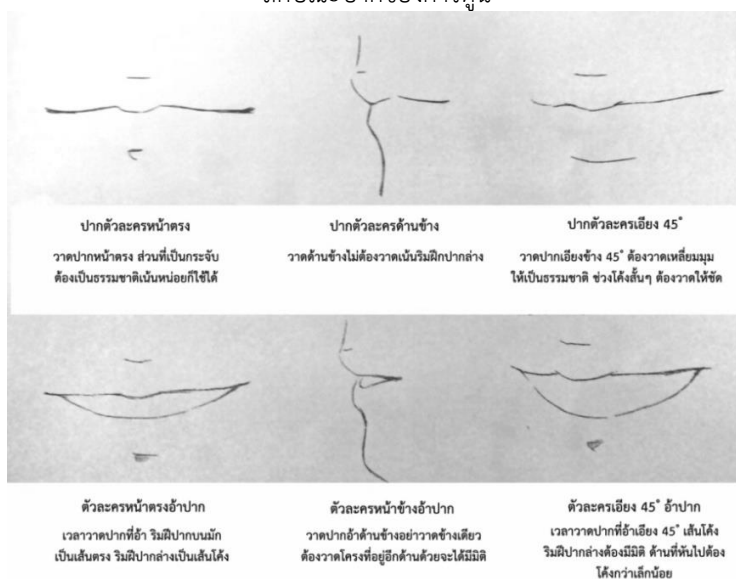 ปากตัวละครหน้าตรง
วาดปากหน้าตรง ส่วนที่เป็นกระจับ
ต้องเป็นธรรมชาติเน้นหน่อยก็ใช้ได้
ปากตัวละครด้านข้าง
วาดด้านข้างไม่ต้องวาดเน้นริมฝีกปากล่าง
ปากตัวละครเอียง 45°
วาดปากเอียงข้าง 45° ต้องวาดเหลี่ยมมุม
ให้เป็นธรรมชาติ ช่วงโค้งสั้นๆ ต้องวาดให้ชัด
ตัวละครหน้าตรงอ้าปาก
เวลาวาดปากที่อ้า ริมฝีปากบนมัก
เป็นเส้นตรง ริมฝีปากล่างเป็นเส้นโค้ง
ตัวละครหน้าข้างอ้าปาก
วาดปากอ้าด้านข้างอย่าวาดข้างเดียว
ต้องวาดโครงที่อยู่อีกด้านด้วยจะได้มีมิติ
ตัวละครเอียง 45° อ้าปาก
เวลาวาดปากที่อ้าเอียง 45° เส้นโค้ง
ริมฝีปากล่างต้องมีมิติ ด้านที่หันไปต้อง
โค้งกว่าเล็กน้อย